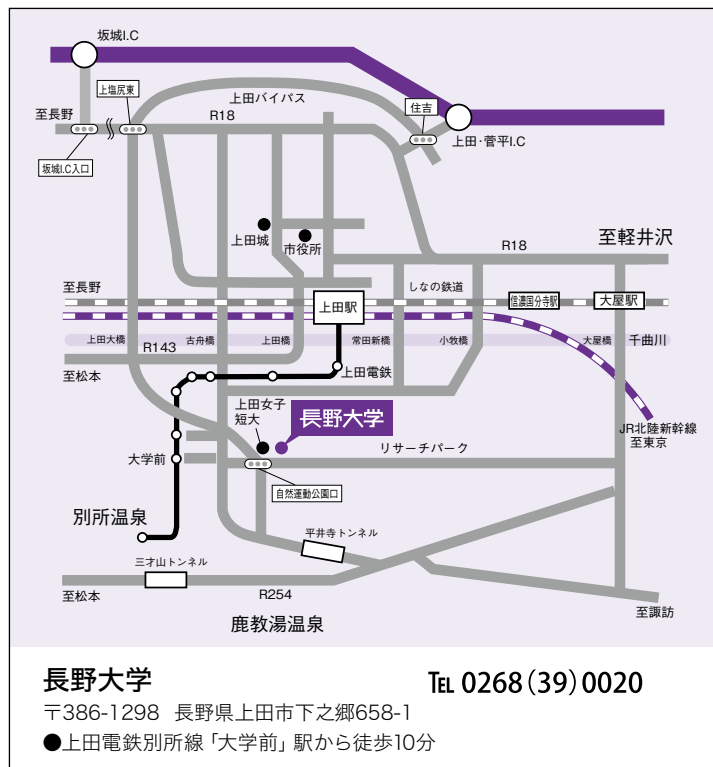 坂城I.C
上塩尻東
上田バイパス
住吉
至長野
R18
坂城I.C入口
上田・菅平I.C
上田城
市役所
R18
至軽井沢
至長野
上田駅
しなの鉄道
信濃国分寺駅
大屋駅
上田大橋
古舟橋
上田橋
常田新橋
小牧橋
大屋橋
千曲川
R143
至松本
上田電鉄
上田女子
短大
長野大学
JR北陸新幹線
至東京
大学前
リサーチパーク
自然運動公園口
別所温泉
平井寺トンネル
三才山トンネル
至松本
R254
至諏訪
鹿教湯温泉
長野大学
TEL 0268(39)0020
〒386-1298 長野県上田市下之郷658-1
●上田電鉄別所線「大学前」駅から徒歩10分